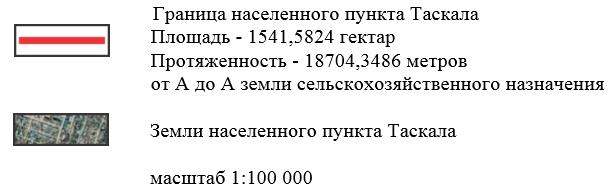 Граница населенного пункта Таскала
Площадь - 1541,5824 гектар
Протяженность - 18704,3486 метров
от А до А земли сельскохозяйственного назначения
Земли населенного пункта Таскала
масштаб 1:100 000